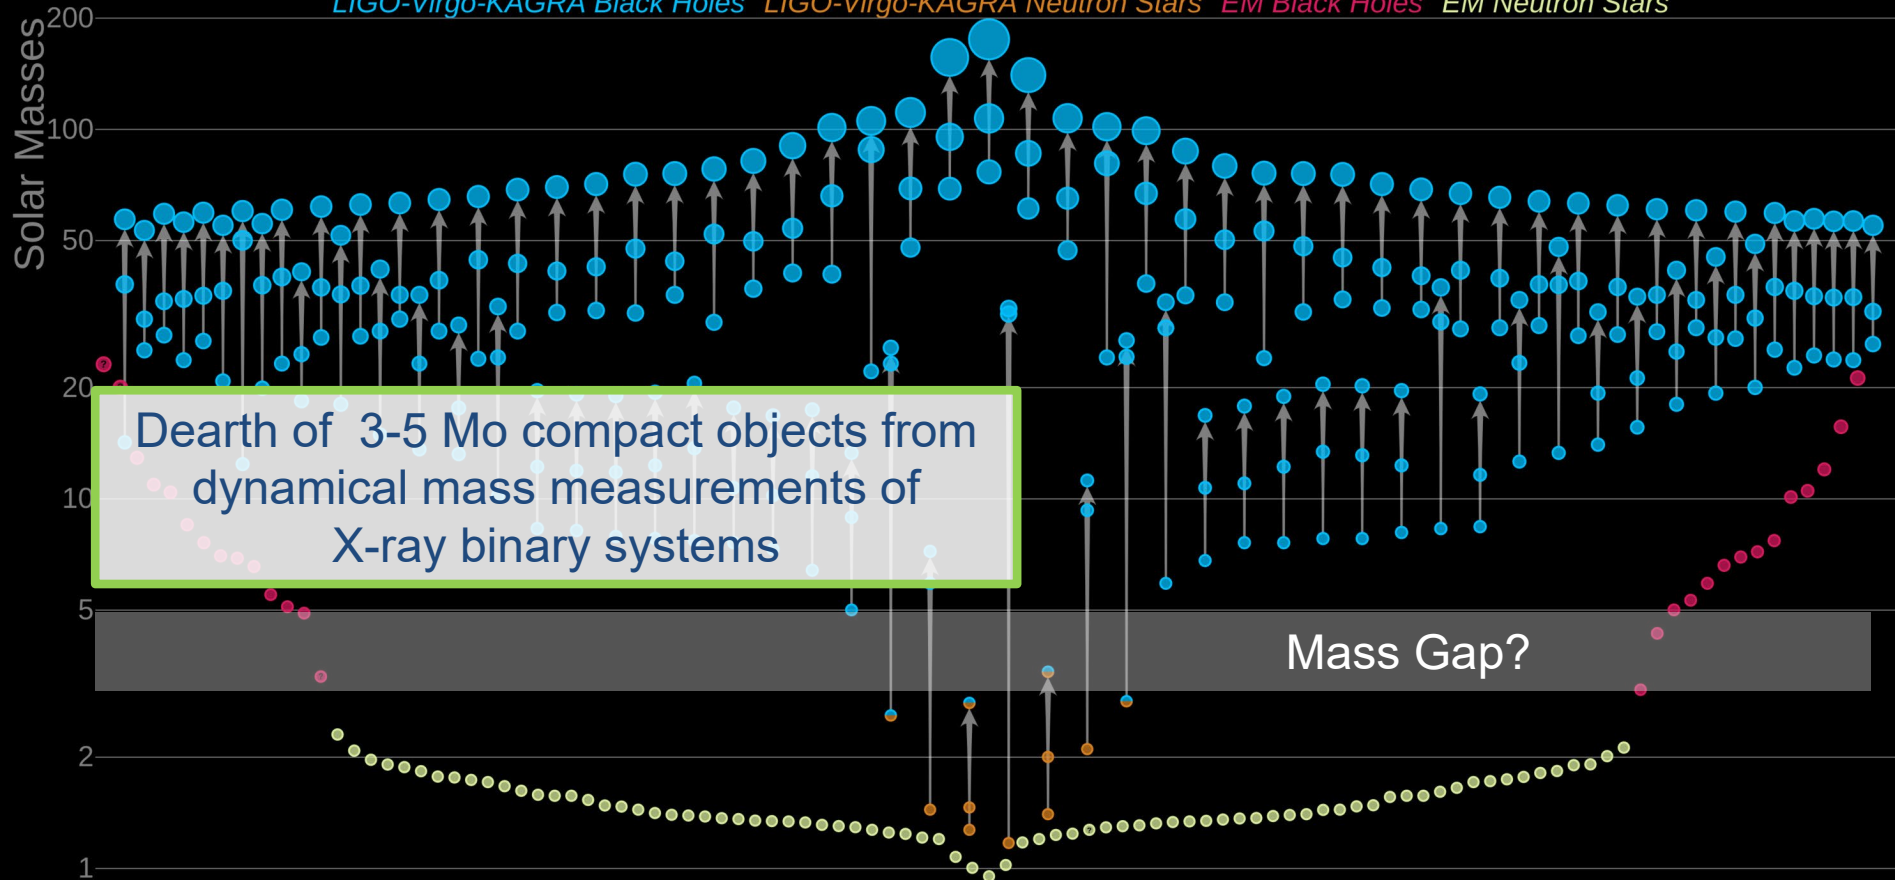 LIGO-Virgo-KAGRA Black Holes LIGO-Virgo-KAGRA Neutron Stars EM Black Holes EM Neutron Stars
Solar Masses
200
100
50
20
Dearth of 3-5 Mo compact objects from
dynamical mass measurements of
10
X-ray binary systems
5
Mass Gap?
2
1